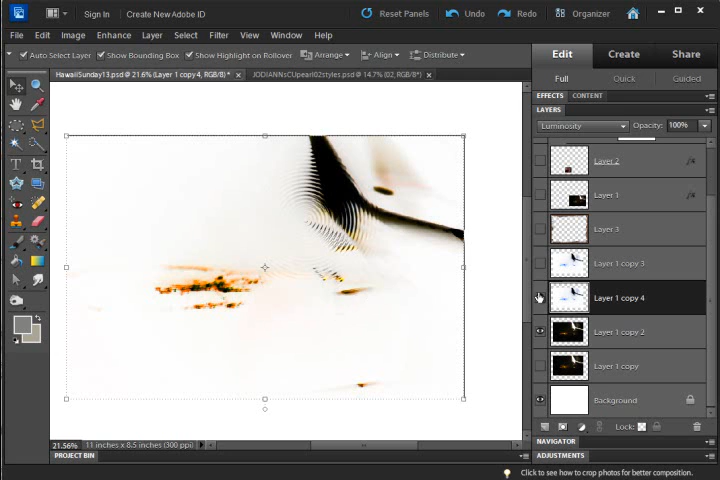 Sign In Create New Adobe ID Reset Panels Undo Redo Organizer
File Edit Image Enhance Layer Select Filter View Window Help
Auto Select Layer Show Bounding Box Show Highlight on Rollover Arrange Align Distribute
Edit Create Share
HawaiiSunday13.psd @ 21.6% (Layer 1 copy 4, RGB/8) * × JODIANNsCUpearl02styles.psd @ 14.7% (02, RGB/8*) ×
Full Quick Guided
EFFECTS CONTENT
LAYERS
Luminosity Opacity: 100%
Layer 2 fx
Layer 1 fx
Layer 3
Layer 1 copy 3
Layer 1 copy 4
Layer 1 copy 2
Layer 1 copy
Background
Lock:
21.56% 11 inches x 8.5 inches (300 ppi)
NAVIGATOR
PROJECT BIN
ADJUSTMENTS
Click to see how to crop photos for better composition.